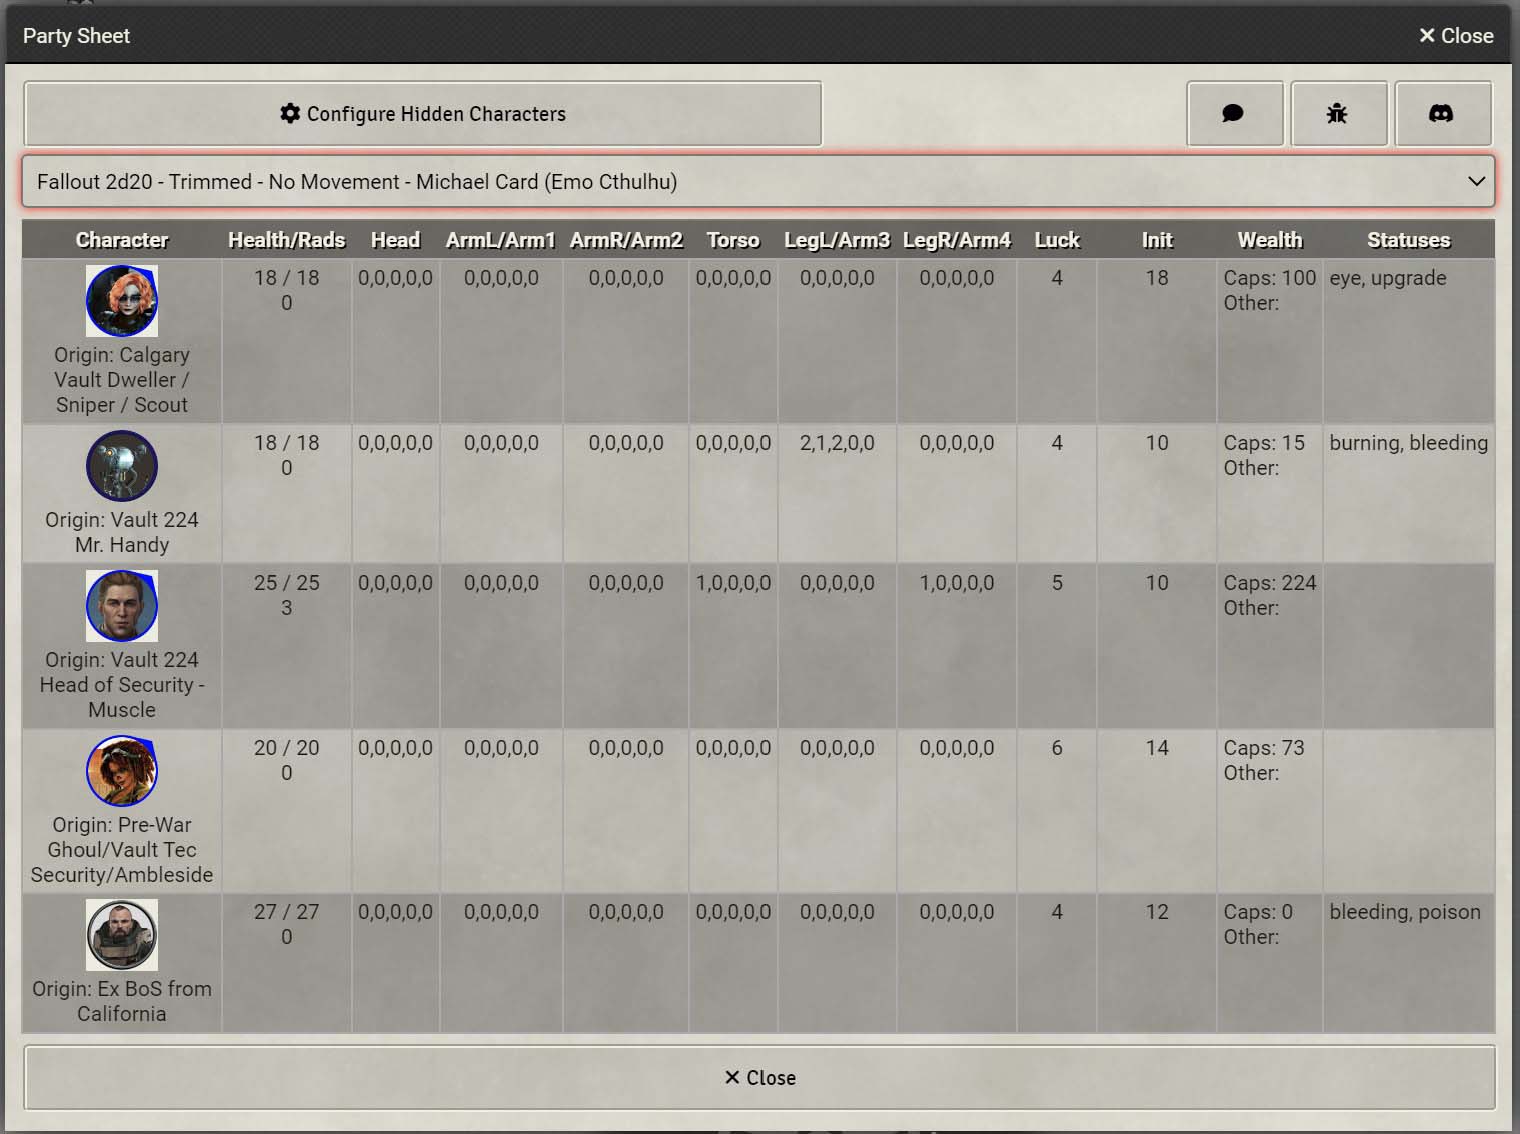 Party Sheet
Close
Configure Hidden Characters
Fallout 2d20 - Trimmed - No Movement - Michael Card (Emo Cthulhu)
Character Health/Rads Head ArmL/Arm1 ArmR/Arm2 Torso LegL/Arm3 LegR/Arm4 Luck Init Wealth Statuses
18 / 18 0,0,0,0,0 0,0,0,0,0 0,0,0,0,0 0,0,0,0,0 0,0,0,0,0 0,0,0,0,0 4 18 Caps: 100 eye, upgrade
0 Other:
Origin: Calgary
Vault Dweller /
Sniper / Scout
18 / 18 0,0,0,0,0 0,0,0,0,0 0,0,0,0,0 0,0,0,0,0 2,1,2,0,0 0,0,0,0,0 4 10 Caps: 15 burning, bleeding
0 Other:
Origin: Vault 224
Mr. Handy
25 / 25 0,0,0,0,0 0,0,0,0,0 0,0,0,0,0 1,0,0,0,0 0,0,0,0,0 1,0,0,0,0 5 10 Caps: 224
3 Other:
Origin: Vault 224
Head of Security -
Muscle
20 / 20 0,0,0,0,0 0,0,0,0,0 0,0,0,0,0 0,0,0,0,0 0,0,0,0,0 0,0,0,0,0 6 14 Caps: 73
0 Other:
Origin: Pre-War
Ghoul/Vault Tec
Security/Ambleside
27 / 27 0,0,0,0,0 0,0,0,0,0 0,0,0,0,0 0,0,0,0,0 0,0,0,0,0 0,0,0,0,0 4 12 Caps: 0 bleeding, poison
0 Other:
Origin: Ex BoS from
California
Close